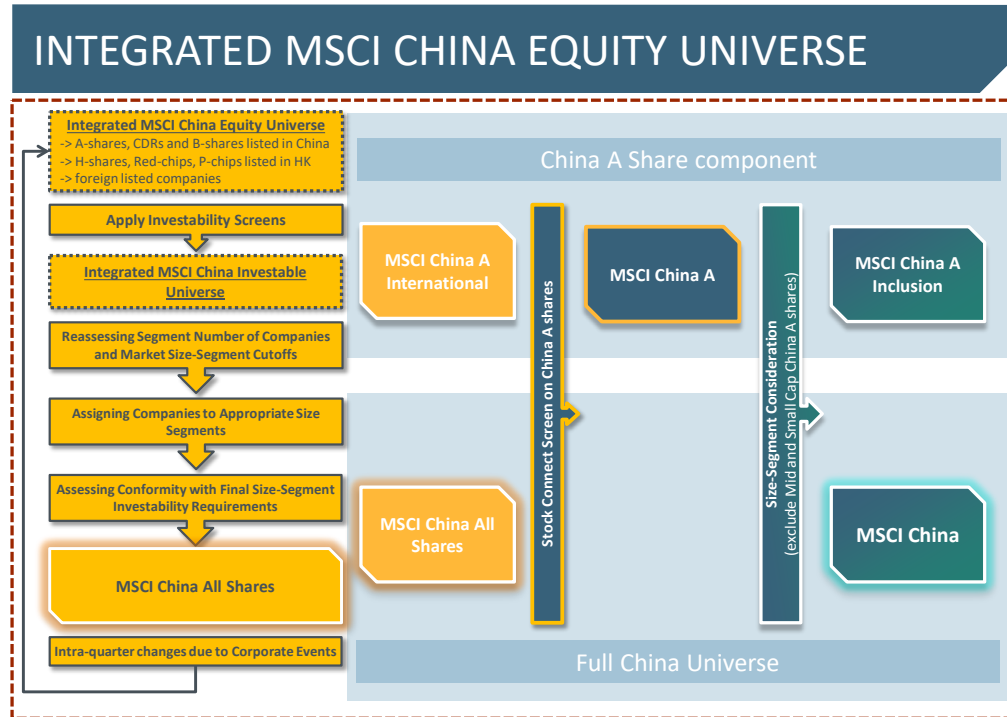 INTEGRATED MSCI CHINA EQUITY UNIVERSE
Integrated MSCI China Equity Universe
-> A-shares, CDRs and B-shares listed in China
-> H-shares, Red-chips, P-chips listed in HK
-> foreign listed companies
Apply Investability Screens
Integrated MSCI China Investable
Universe
Reassessing Segment Number of Companies
and Market Size-Segment Cutoffs
Assigning Companies to Appropriate Size
Segments
Assessing Conformity with Final Size-Segment
Investability Requirements
MSCI China All Shares
Intra-quarter changes due to Corporate Events
China A Share component
MSCI China A
International
Stock Connect Screen on China A shares
MSCI China A
Size-Segment Consideration
(exclude Mid and Small Cap China A shares)
MSCI China A
Inclusion
MSCI China All
Shares
MSCI China
Full China Universe